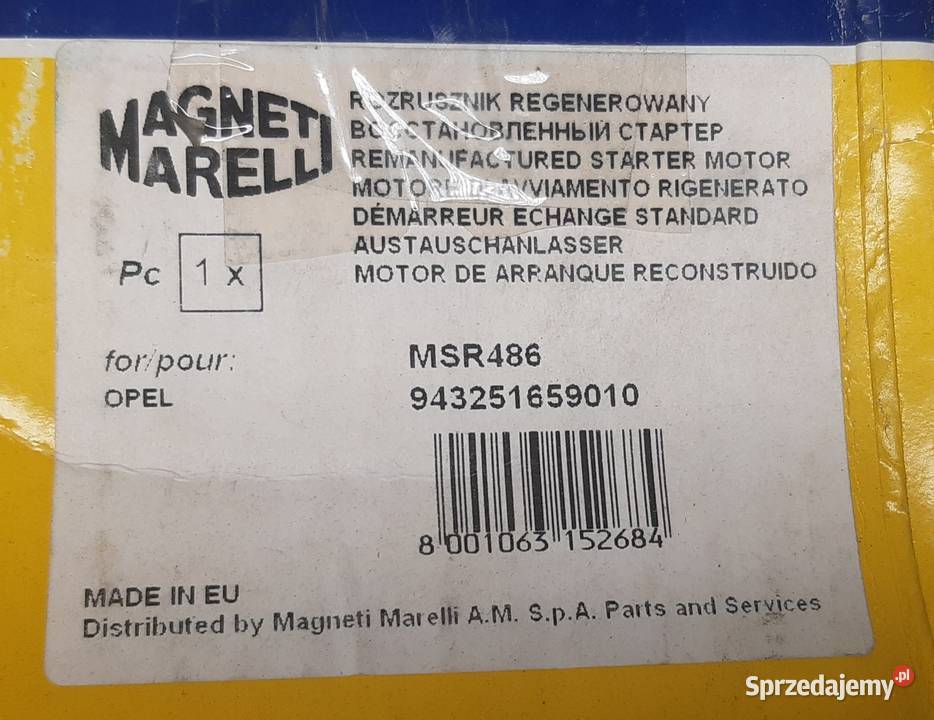 MAGNETI
MARELLI
ROZRUSZNIK REGENEROWANY
ВОССТАНОВЛЕННЫЙ СТАРТЕР
REMANUFACTURED STARTER MOTOR
MOTORE D'AVVIAMENTO RIGENERATO
DÉMARREUR ECHANGE STANDARD
AUSTAUSCHANLASSER
MOTOR DE ARRANQUE RECONSTRUIDO
Pc 1 x
for/pour:
OPEL
MSR486
943251659010
8 001063 152684
MADE IN EU
Distributed by Magneti Marelli A.M. S.p.A. Parts and Services
Sprzedajemy.pl